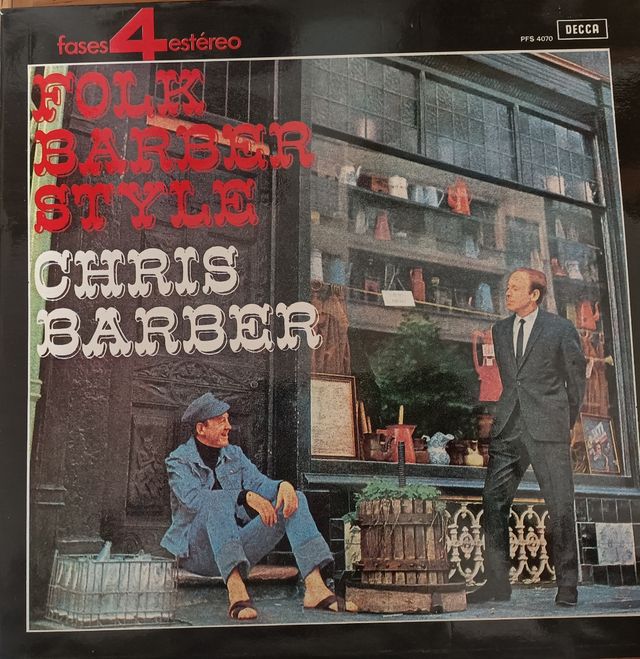 fases 4 estéreo
PFS 4070 DECCA
FOLK
BARBER
STYLE
CHRIS
BARBER